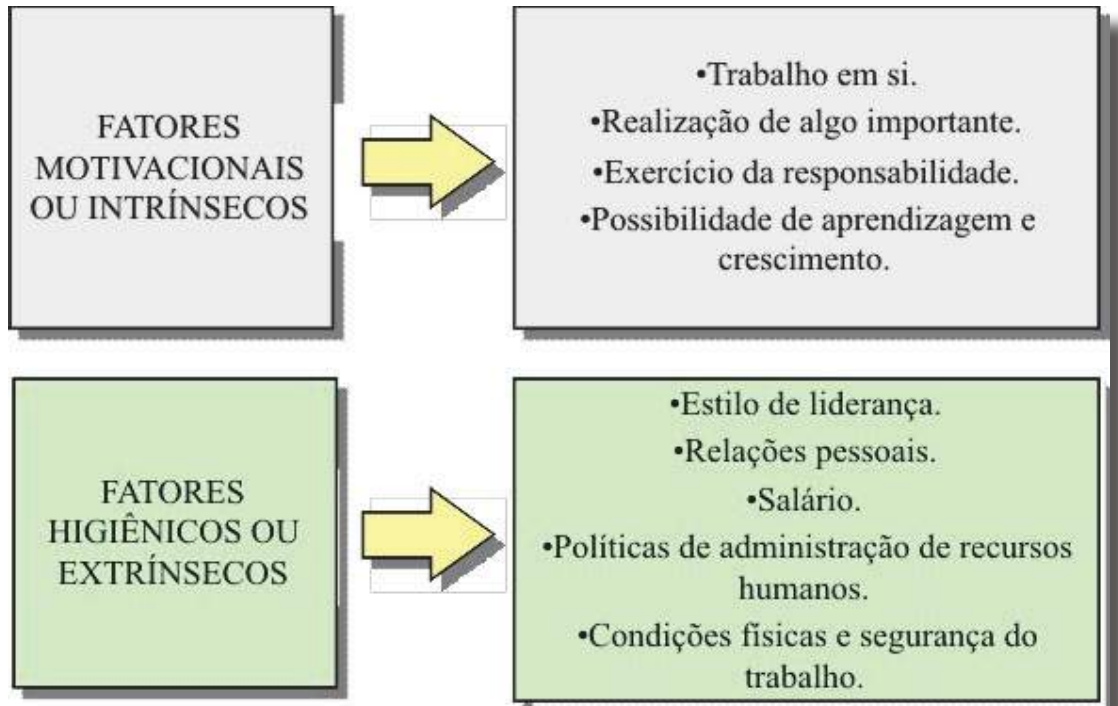 FATORES
MOTIVACIONAIS
OU INTRÍNSECOS
•Trabalho em si.
•Realização de algo importante.
•Exercício da responsabilidade.
•Possibilidade de aprendizagem e
crescimento.
FATORES
HIGIÊNICOS OU
EXTRÍNSECOS
•Estilo de liderança.
•Relações pessoais.
•Salário.
•Políticas de administração de recursos
humanos.
•Condições físicas e segurança do
trabalho.